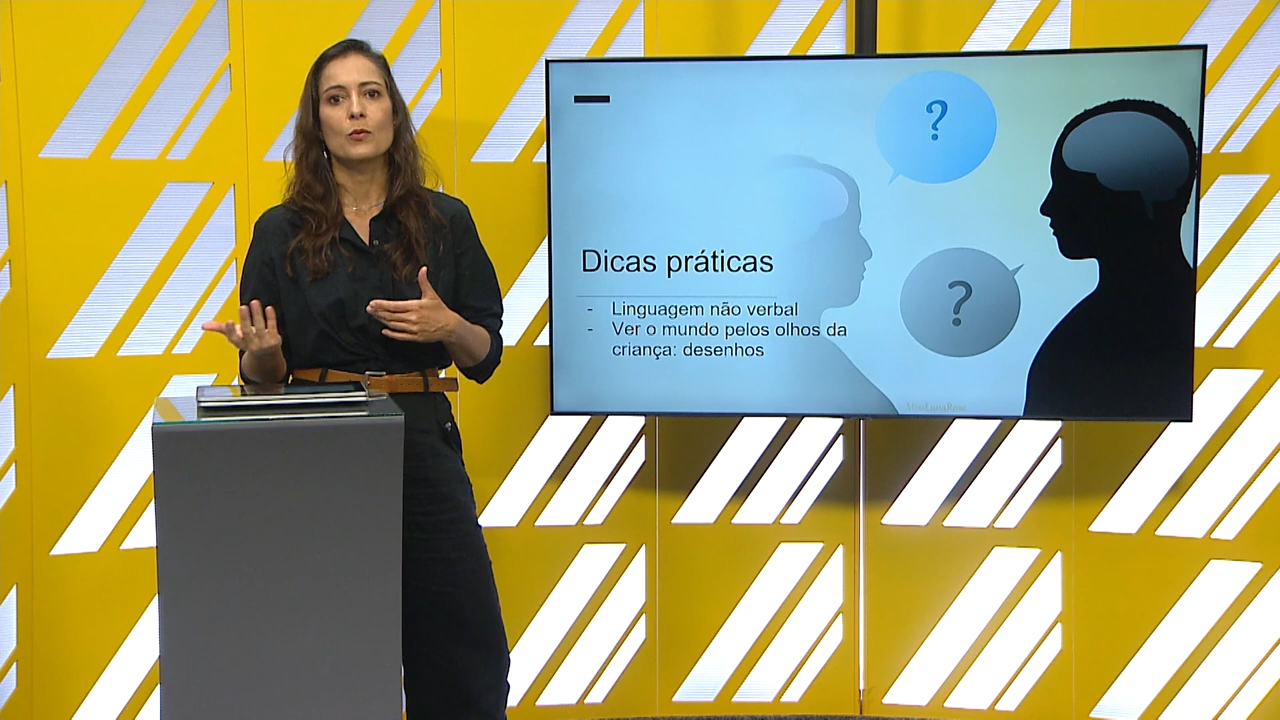 ?
?
Dicas práticas
- Linguagem não verbal
- Ver o mundo pelos olhos da
criança: desenhos